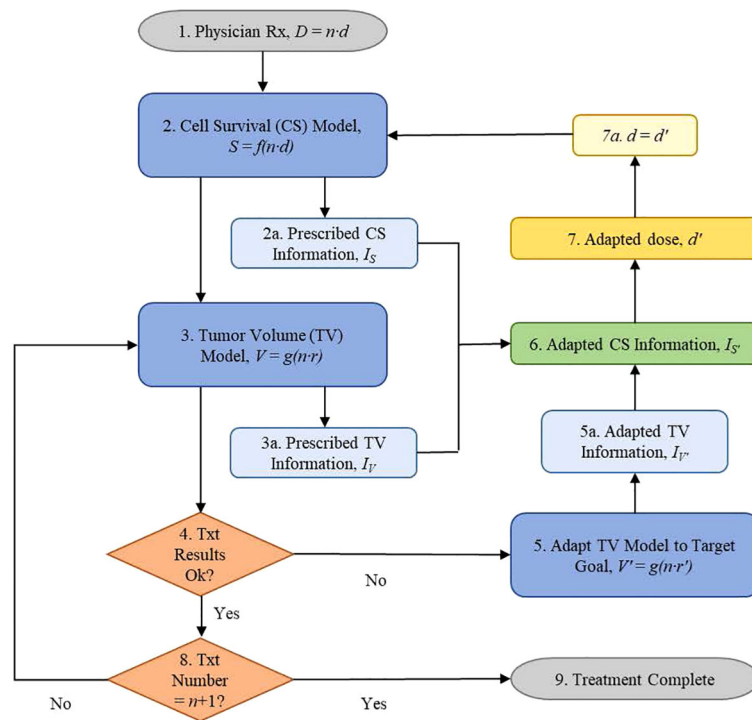 1. Physician Rx, D = n·d
2. Cell Survival (CS) Model,
S = f(n·d)
7a. d = d'
2a. Prescribed CS
Information, I_S
7. Adapted dose, d'
3. Tumor Volume (TV)
Model, V = g(n·r)
6. Adapted CS Information, I_S'
3a. Prescribed TV
Information, I_V
5a. Adapted TV
Information, I_V'
4. Txt
Results
Ok?
No
5. Adapt TV Model to Target
Goal, V' = g(n·r')
Yes
8. Txt
Number
= n+1?
No
Yes
9. Treatment Complete